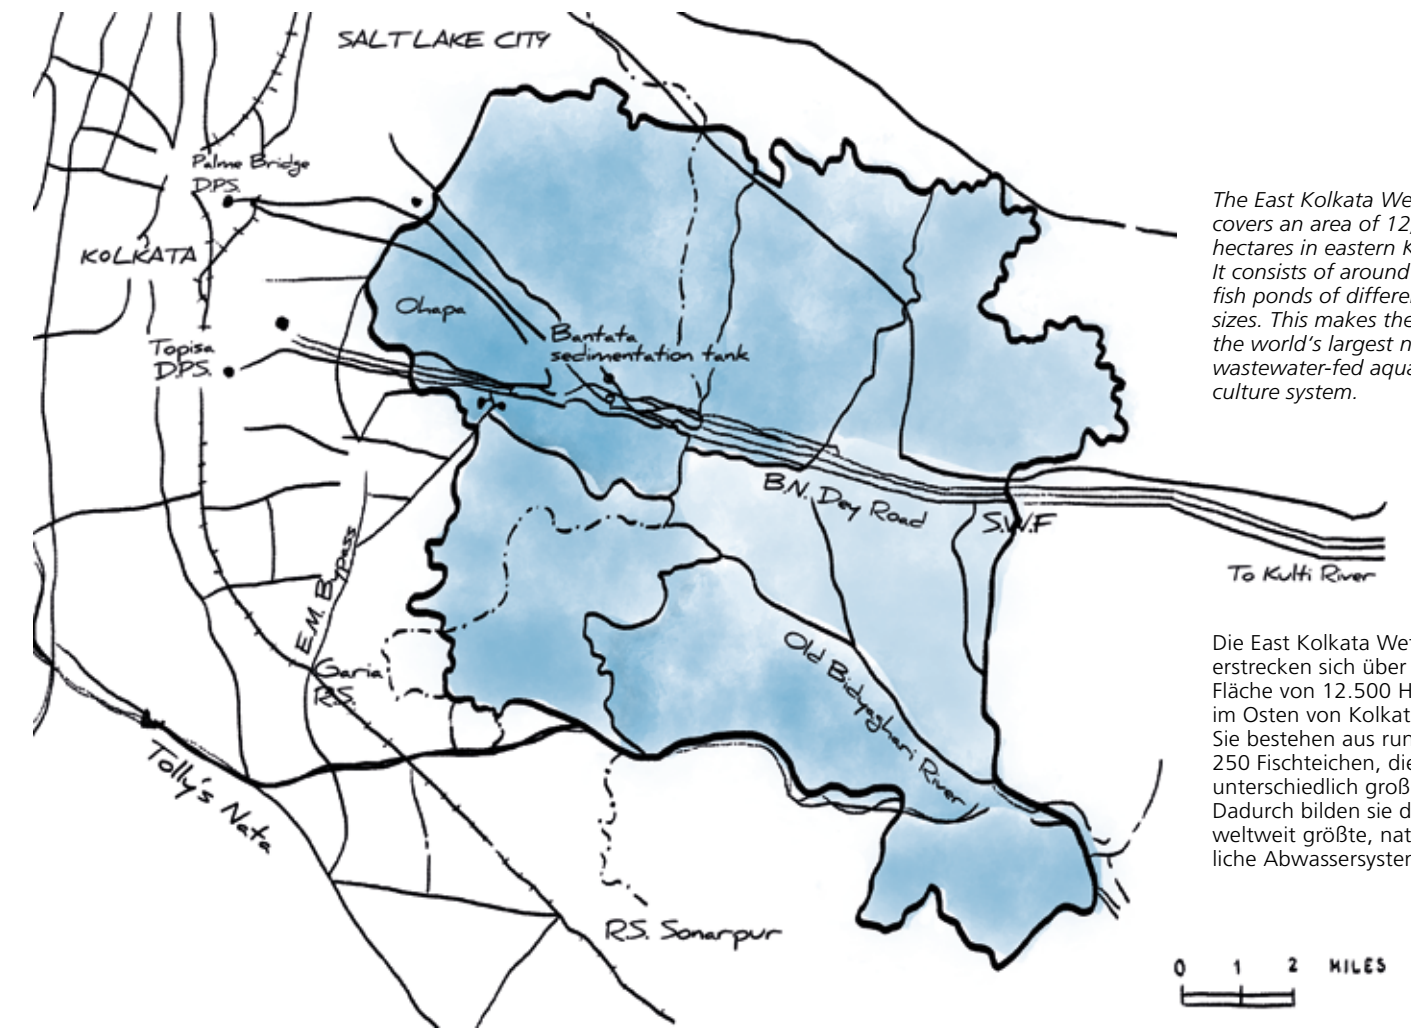 SALT LAKE CITY
Palme Bridge
D.P.S.
KOLKATA
Ohapa
Bantata
sedimentation tank
Topisa
D.P.S.
B.N. Dey Road
S.W.F
To Kulti River
E.M. Bypass
Garia
R.S.
Old Bidyaghari River
Tolly's Nata
R.S. Sonarpur
The East Kolkata We
covers an area of 12,
hectares in eastern K
It consists of around
fish ponds of differe
sizes. This makes the
the world's largest n
wastewater-fed aqua
culture system.
Die East Kolkata Wet
erstrecken sich über
Fläche von 12.500 H
im Osten von Kolkat
Sie bestehen aus run
250 Fischteichen, die
unterschiedlich groß
Dadurch bilden sie d
weltweit größte, nat
liche Abwassersyster
0 1 2 MILES